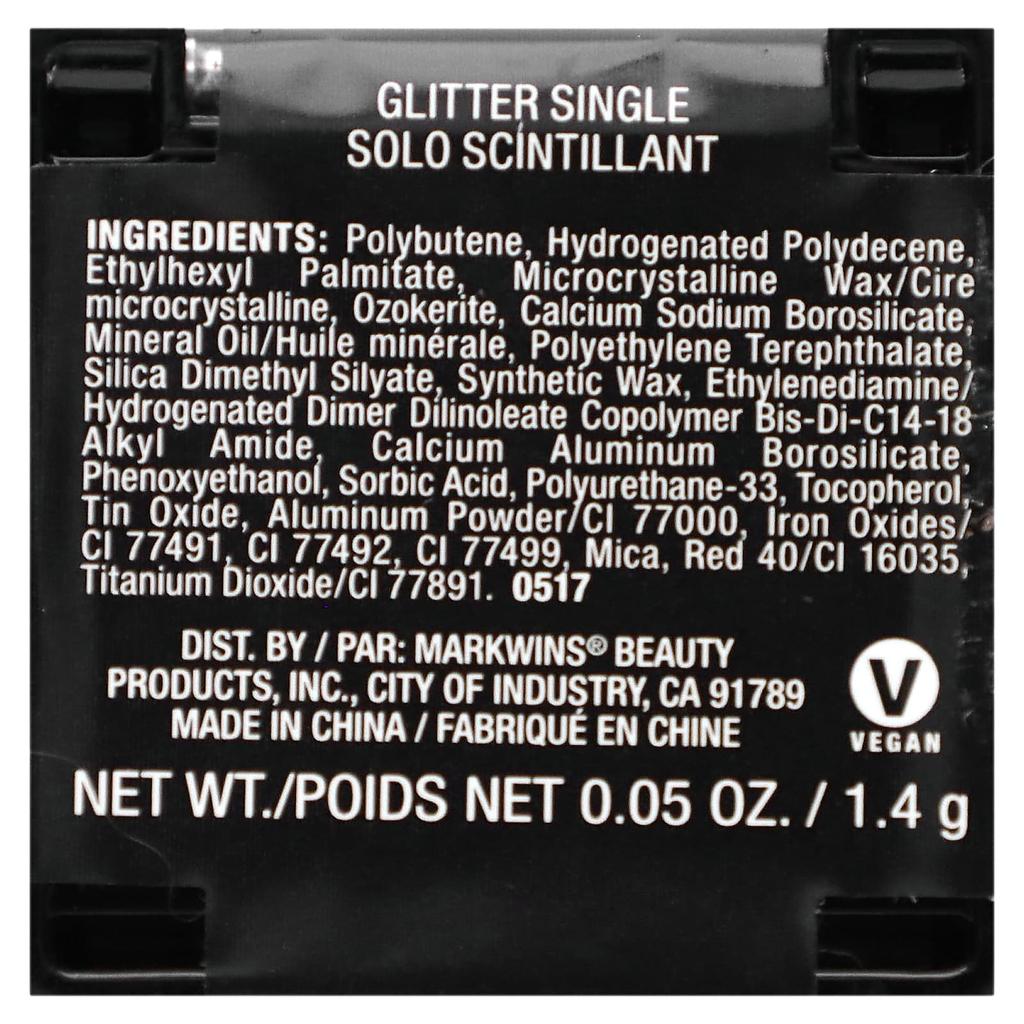 GLITTER SINGLE
SOLO SCINTILLANT
INGREDIENTS: Polybutene, Hydrogenated Polydecene,
Ethylhexyl Palmitate, Microcrystalline Wax/Cire
microcrystalline, Ozokerite, Calcium Sodium Borosilicate,
Mineral Oil/Huile minérale, Polyethylene Terephthalate,
Silica Dimethyl Silyate, Synthetic Wax, Ethylenediamine/
Hydrogenated Dimer Dilinoleate Copolymer Bis-Di-C14-18
Alkyl Amide, Calcium Aluminum Borosilicate,
Phenoxyethanol, Sorbic Acid, Polyurethane-33, Tocopherol,
Tin Oxide, Aluminum Powder/CI 77000, Iron Oxides/
CI 77491, CI 77492, CI 77499, Mica, Red 40/CI 16035,
Titanium Dioxide/CI 77891. 0517
DIST. BY / PAR: MARKWINS® BEAUTY
PRODUCTS, INC., CITY OF INDUSTRY, CA 91789
MADE IN CHINA / FABRIQUÉ EN CHINE
V
VEGAN
NET WT./POIDS NET 0.05 OZ. / 1.4 g